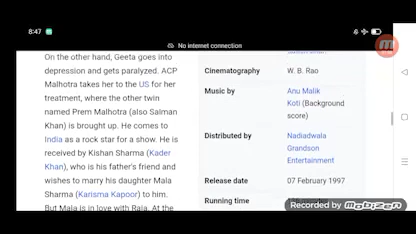 8:47
No internet connection
On the other hand, Geeta goes into
depression and gets paralyzed. ACP
Malhotra takes her to the US for her
treatment, where the other twin
named Prem Malhotra (also Salman
Khan) is brought up. He comes to
India as a rock star for a show. He is
received by Kishan Sharma (Kader
Khan), who is his father's friend and
wishes to marry his daughter Mala
Sharma (Karisma Kapoor) to him.
But Mala is in love with Raja. At the
Cinematography W. B. Rao
Music by Anu Malik
Koti (Background
score)
Distributed by Nadiadwala
Grandson
Entertainment
Release date 07 February 1997
Running time
Recorded by mobizen